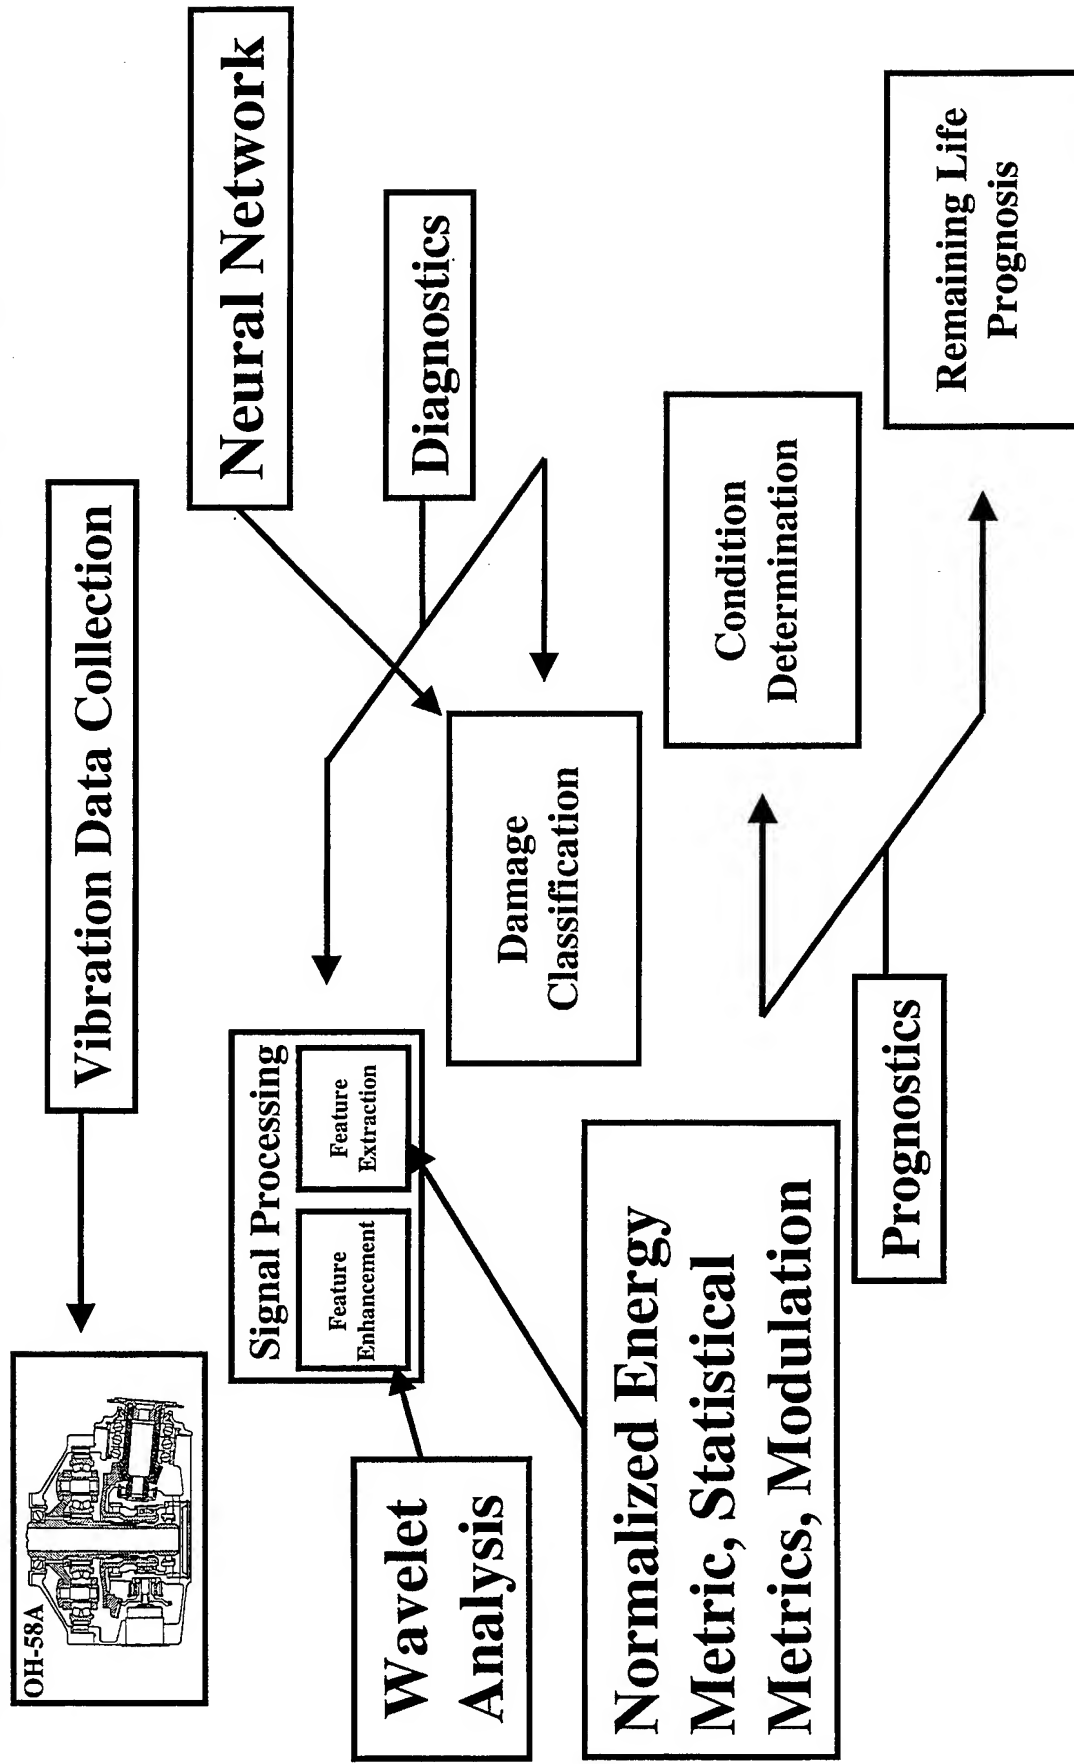 OH-58A
Vibration Data Collection
Neural Network
Signal Processing
Feature
Enhancement
Feature
Extraction
Wavelet
Analysis
Diagnostics
Damage
Classification
Normalized Energy
Metric, Statistical
Metrics, Modulation
Condition
Determination
Prognostics
Remaining Life
Prognosis